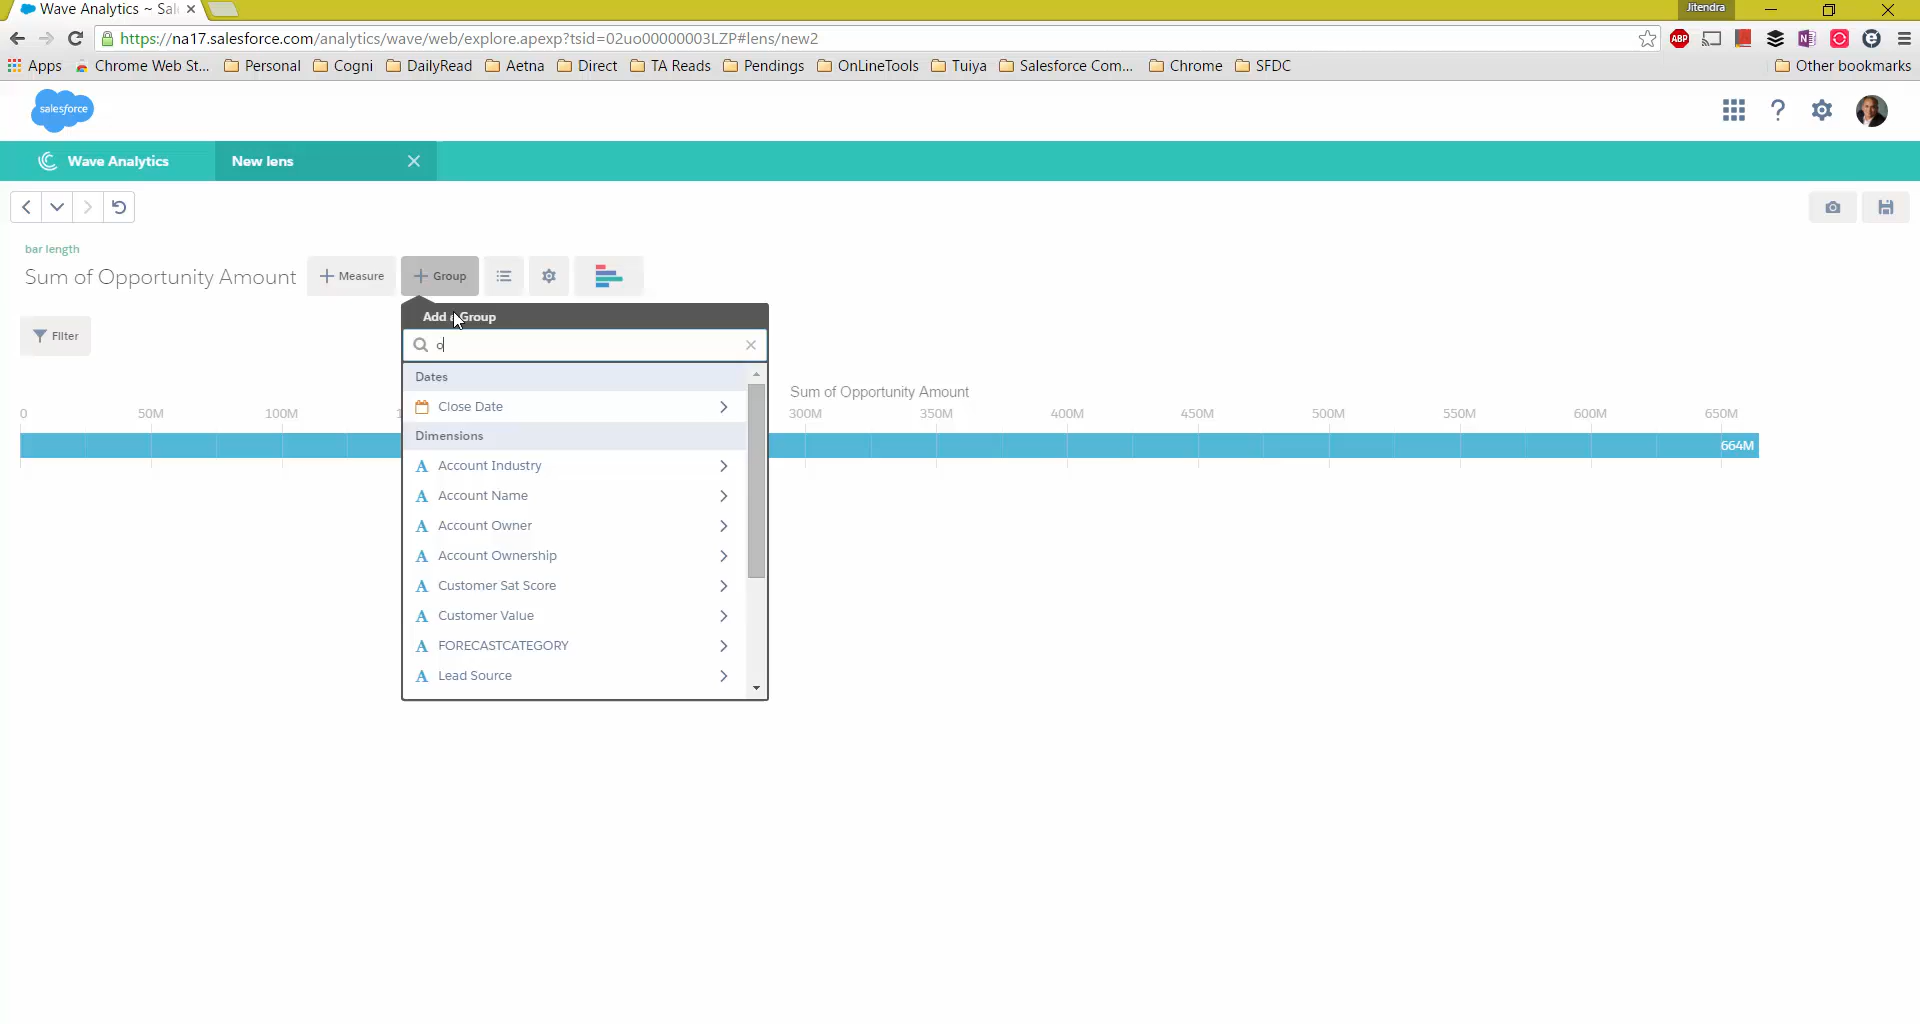 Wave Analytics ~ Sal
Jitendra
https://na17.salesforce.com/analytics/wave/web/explore.apexp?tsid=02uo00000003LZP#lens/new2
ABP
Apps
Chrome Web St...
Personal
Cogni
DailyRead
Aetna
Direct
TA Reads
Pendings
OnLineTools
Tuiya
Salesforce Com...
Chrome
SFDC
Other bookmarks
salesforce
Wave Analytics
New lens
bar length
Sum of Opportunity Amount
Measure
Group
Add a Group
Filter
o
Dates
Close Date
Dimensions
Account Industry
Account Name
Account Owner
Account Ownership
Customer Sat Score
Customer Value
FORECASTCATEGORY
Lead Source
Sum of Opportunity Amount
0 50M 100M 1 300M 350M 400M 450M 500M 550M 600M 650M
664M